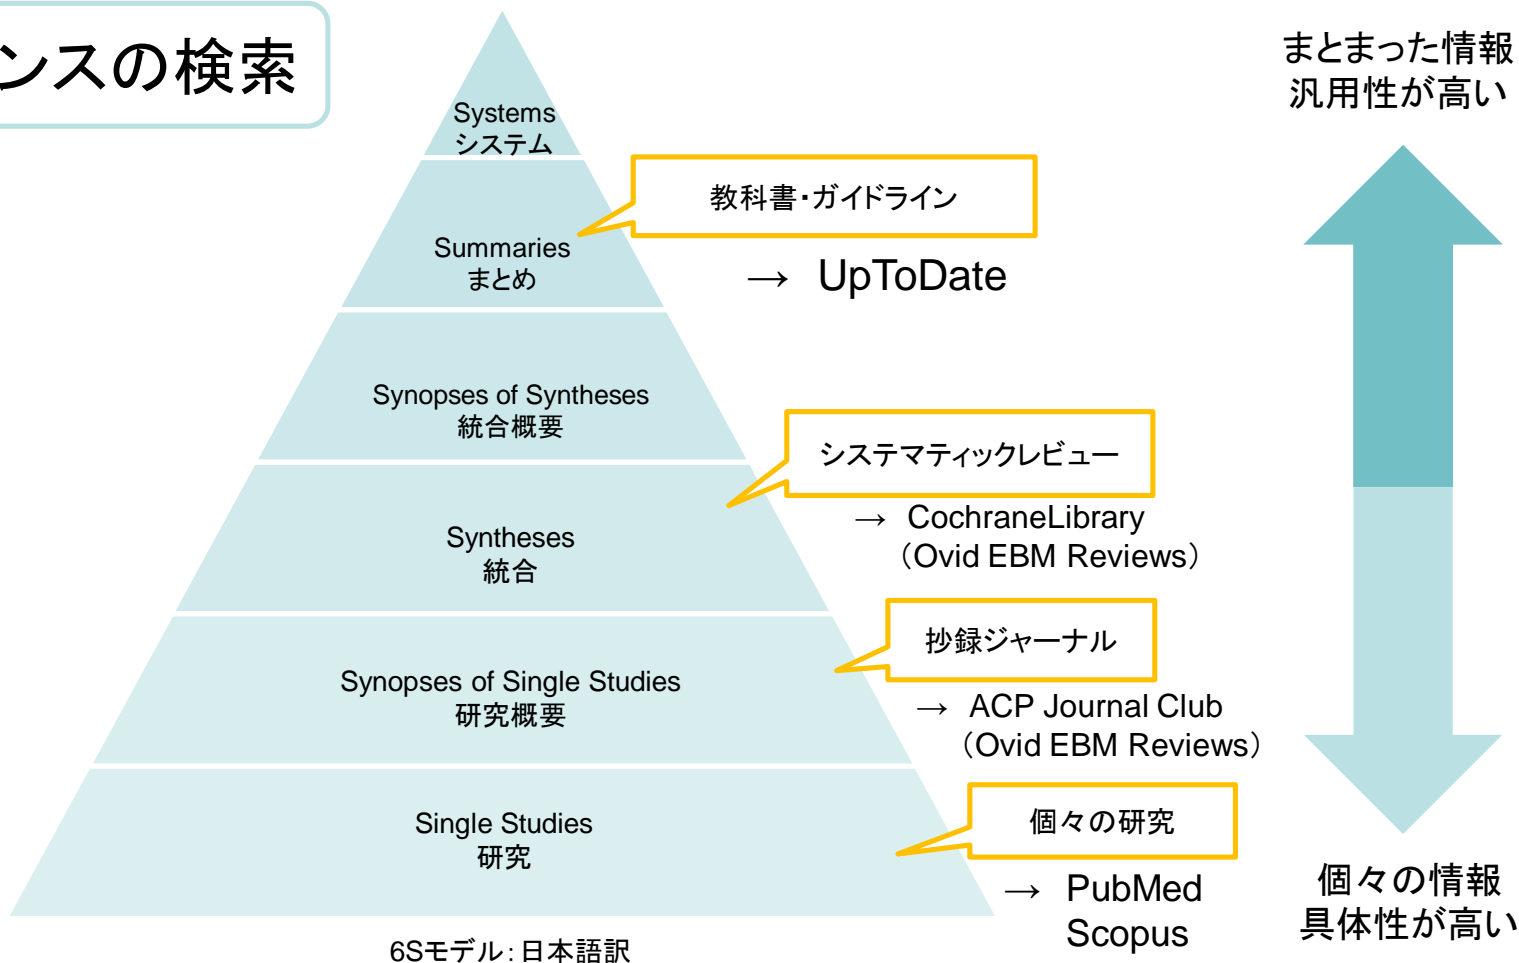 ンスの検索
まとまった情報
汎用性が高い
Systems
システム
教科書・ガイドライン
Summaries
まとめ
→ UpToDate
Synopses of Syntheses
統合概要
システマティックレビュー
→ CochraneLibrary
（Ovid EBM Reviews）
Syntheses
統合
抄録ジャーナル
Synopses of Single Studies
研究概要
→ ACP Journal Club
（Ovid EBM Reviews）
個々の研究
Single Studies
研究
→ PubMed
Scopus
個々の情報
具体性が高い
6Sモデル：日本語訳